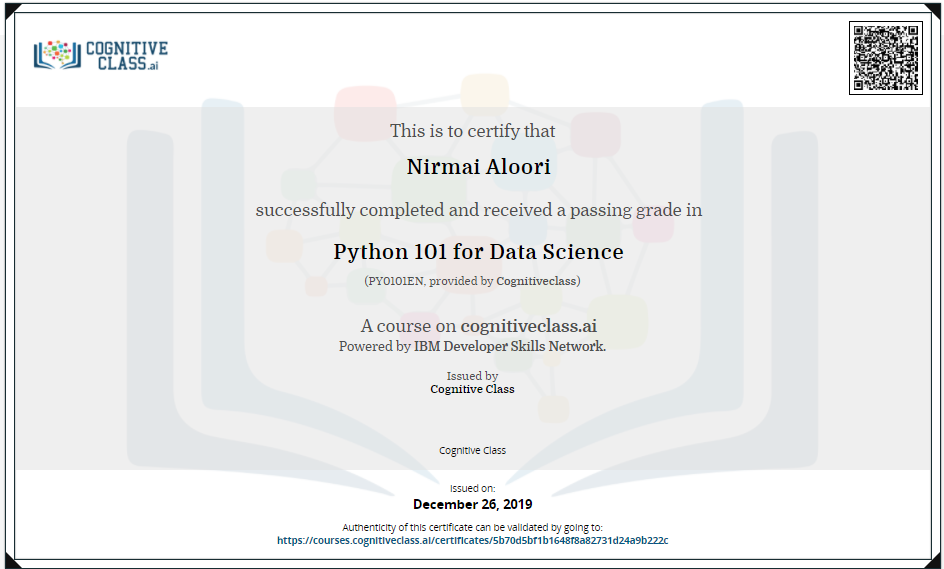 COGNITIVE
CLASS.ai
This is to certify that
Nirmai Aloori
successfully completed and received a passing grade in
Python 101 for Data Science
(PY0101EN, provided by Cognitiveclass)
A course on cognitiveclass.ai
Powered by IBM Developer Skills Network.
Issued by
Cognitive Class
Cognitive Class
Issued on:
December 26, 2019
Authenticity of this certificate can be validated by going to:
https://courses.cognitiveclass.ai/certificates/5b70d5bf1b1648f8a82731d24a9b222c